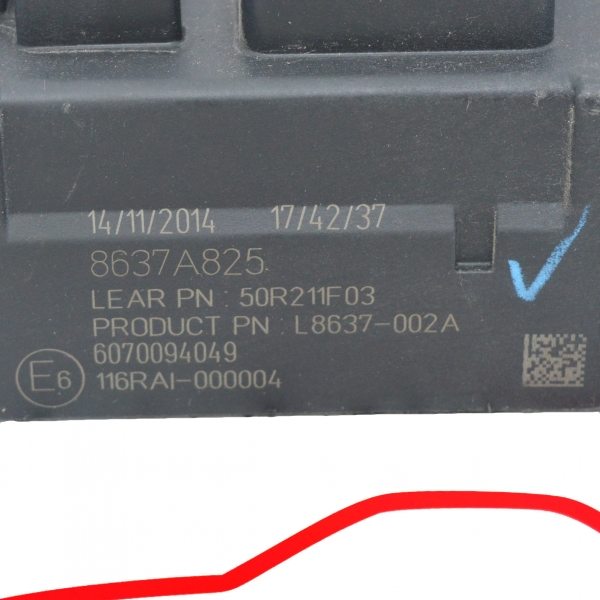 14/11/2014 17/42/37
8637A825
LEAR PN : 50R211F03
PRODUCT PN : L8637-002A
6070094049
E6 116RAI-000004